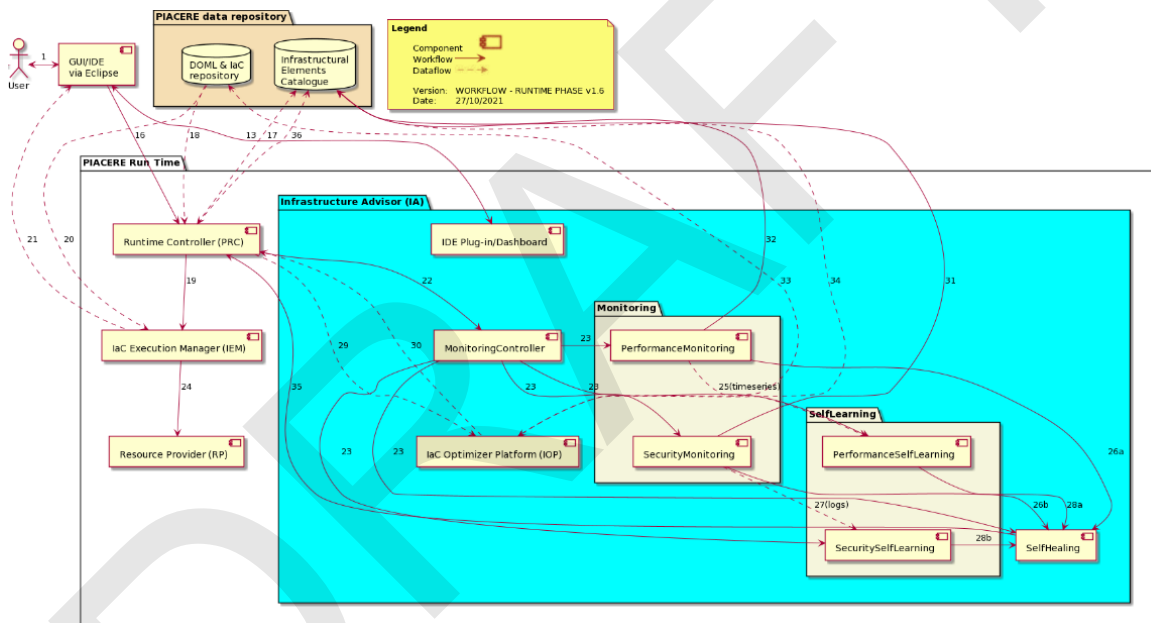 PIACERE data repository
DOML & IaC
repository
Infrastructural
Elements
Catalogue
Legend
Component
Workflow
Dataflow
Version: WORKFLOW - RUNTIME PHASE v1.6
Date: 27/10/2021
User
1
GUI/IDE
via Eclipse
16
18
13
17
36
PIACERE Run Time
Infrastructure Advisor (IA)
Runtime Controller (PRC)
IDE Plug-in/Dashboard
21
20
32
33
34
31
19
22
Monitoring
IaC Execution Manager (IEM)
29
30
MonitoringController
23
PerformanceMonitoring
24
35
23
23
25(timeseries)
SelfLearning
Resource Provider (RP)
23
23
IaC Optimizer Platform (IOP)
SecurityMonitoring
PerformanceSelfLearning
26a
27(logs)
26b
28a
SecuritySelfLearning
28b
SelfHealing
DRAFT